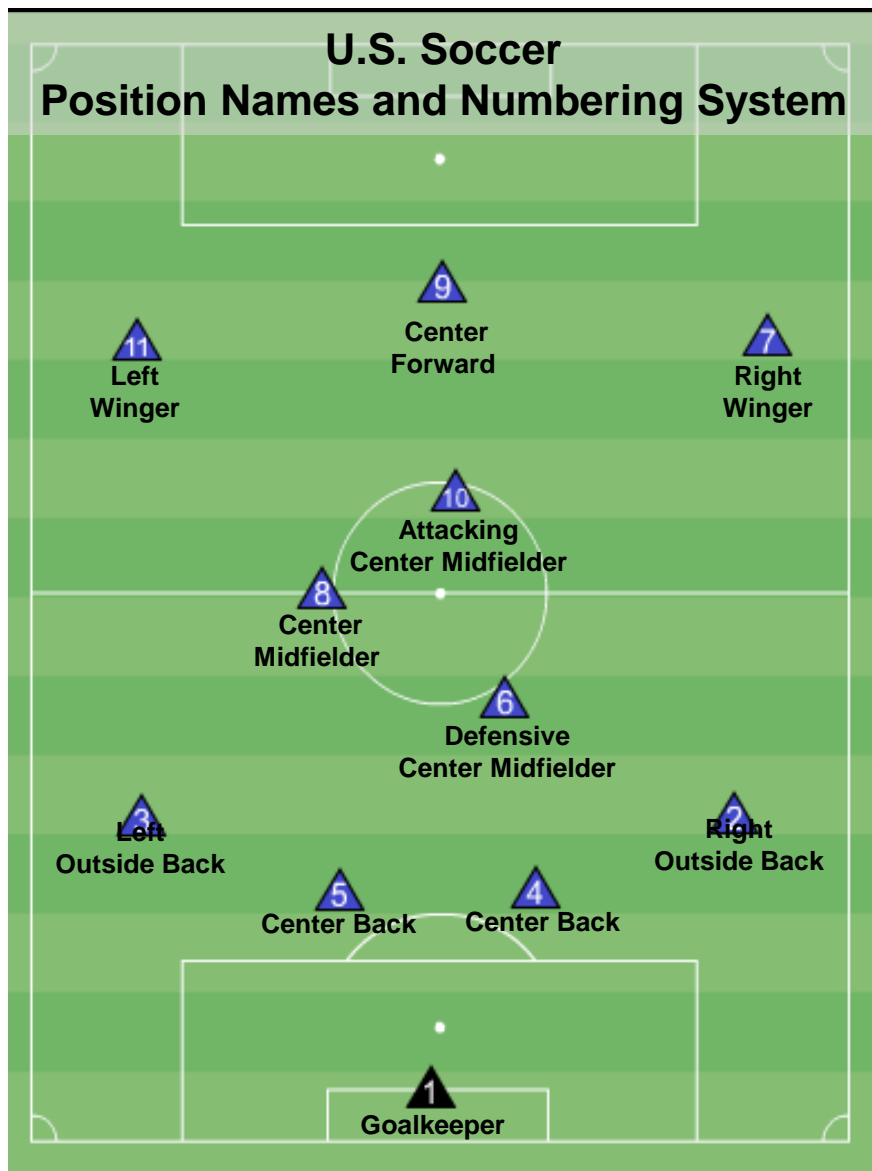 U.S. Soccer
Position Names and Numbering System
9
Center
Forward
11
Left
Winger
7
Right
Winger
10
Attacking
Center Midfielder
8
Center
Midfielder
6
Defensive
Center Midfielder
3
Left
Outside Back
2
Right
Outside Back
5
Center Back
4
Center Back
1
Goalkeeper